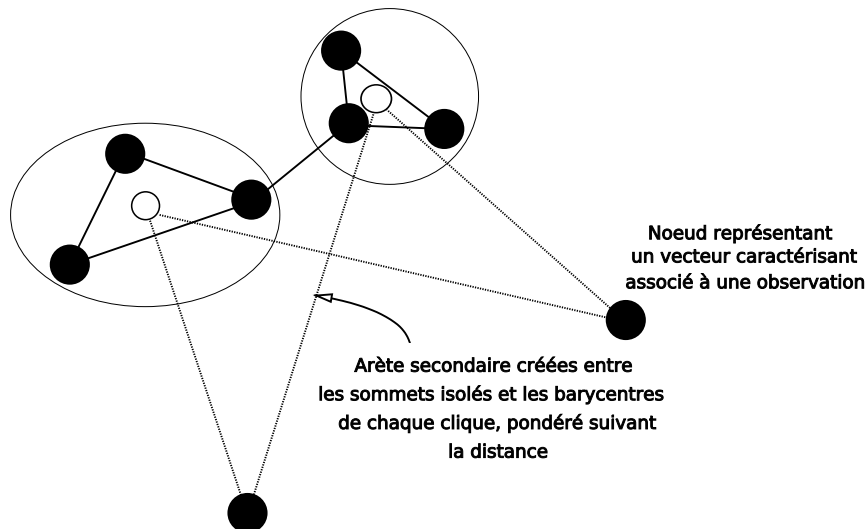 Noeud représentant
un vecteur caractérisant
associé à une observation
Arète secondaire créées entre
les sommets isolés et les barycentres
de chaque clique, pondéré suivant
la distance